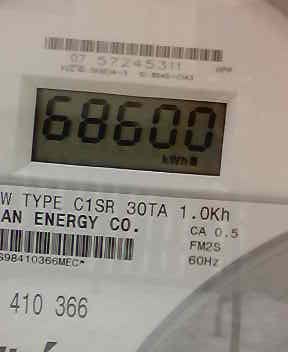 07 57245311
68600
kWh
W TYPE C1SR 30TA 1.0Kh
AN ENERGY CO.
CA 0.5
FM2S
S98410366MEC*
60Hz
410 366